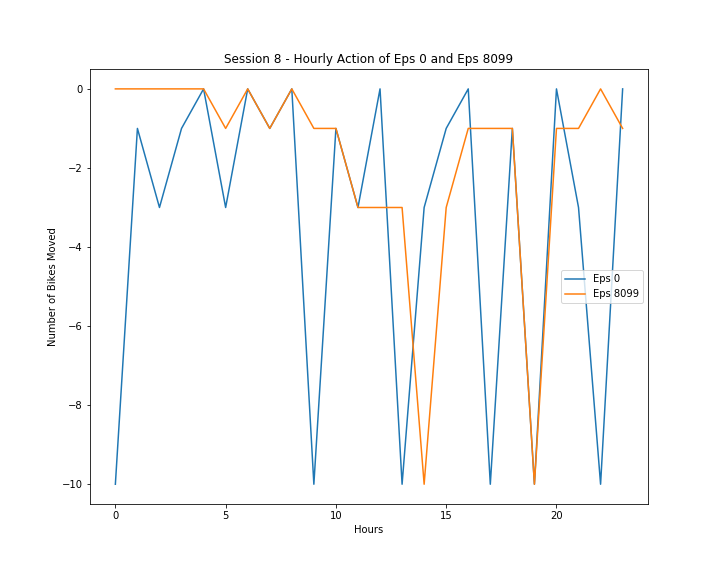 Session 8 - Hourly Action of Eps 0 and Eps 8099
Number of Bikes Moved
0
−2
−4
−6
−8
−10
Eps 0
Eps 8099
0 5 10 15 20
Hours